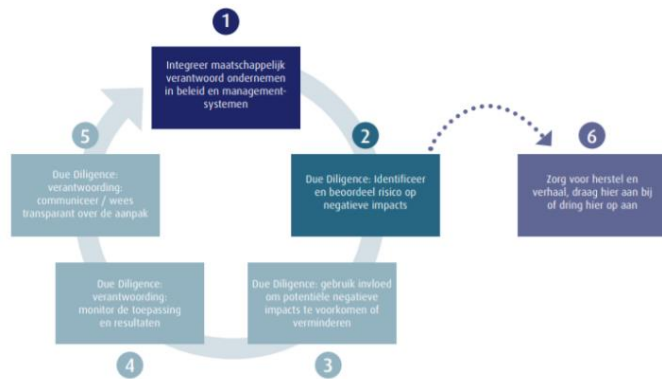 1
Integreer maatschappelijk
verantwoord ondernemen
in beleid en management-
systemen
2
Due Diligence: Identificeer
en beoordeel risico op
negatieve impacts
3
Due Diligence: gebruik invloed
om potentiële negatieve
impacts te voorkomen of
verminderen
4
Due Diligence:
verantwoording:
monitor de toepassing
en resultaten
5
Due Diligence:
verantwoording:
communiceer / wees
transparant over de aanpak
6
Zorg voor herstel en
verhaal, draag hier aan bij
of dring hier op aan